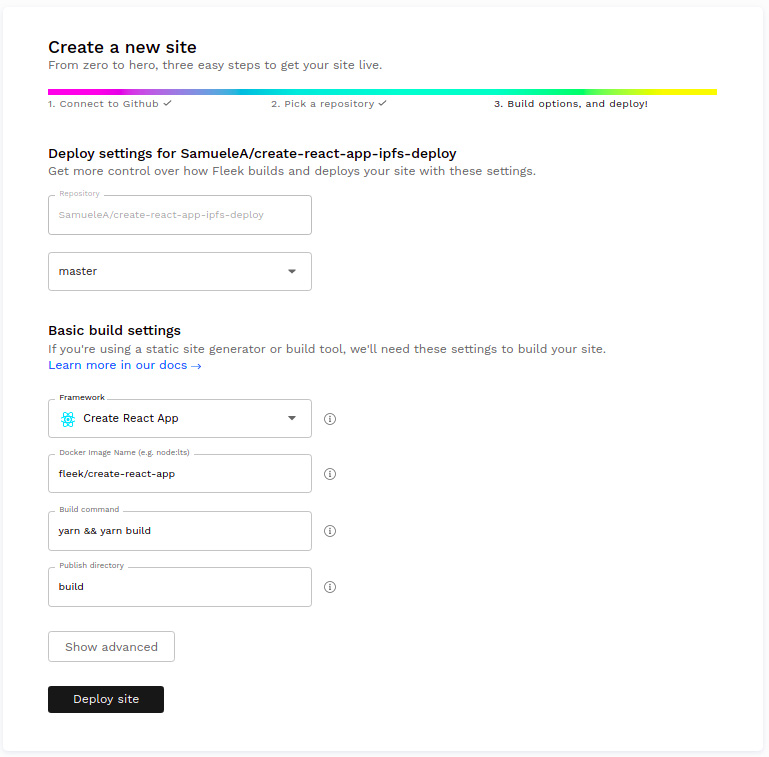 Create a new site
From zero to hero, three easy steps to get your site live.
1. Connect to Github ✓
2. Pick a repository ✓
3. Build options, and deploy!
Deploy settings for SamueleA/create-react-app-ipfs-deploy
Get more control over how Fleek builds and deploys your site with these settings.
Repository
SamueleA/create-react-app-ipfs-deploy
master
Basic build settings
If you're using a static site generator or build tool, we'll need these settings to build your site.
Learn more in our docs →
Framework
Create React App
Docker Image Name (e.g. node:lts)
fleek/create-react-app
Build command
yarn && yarn build
Publish directory
build
Show advanced
Deploy site